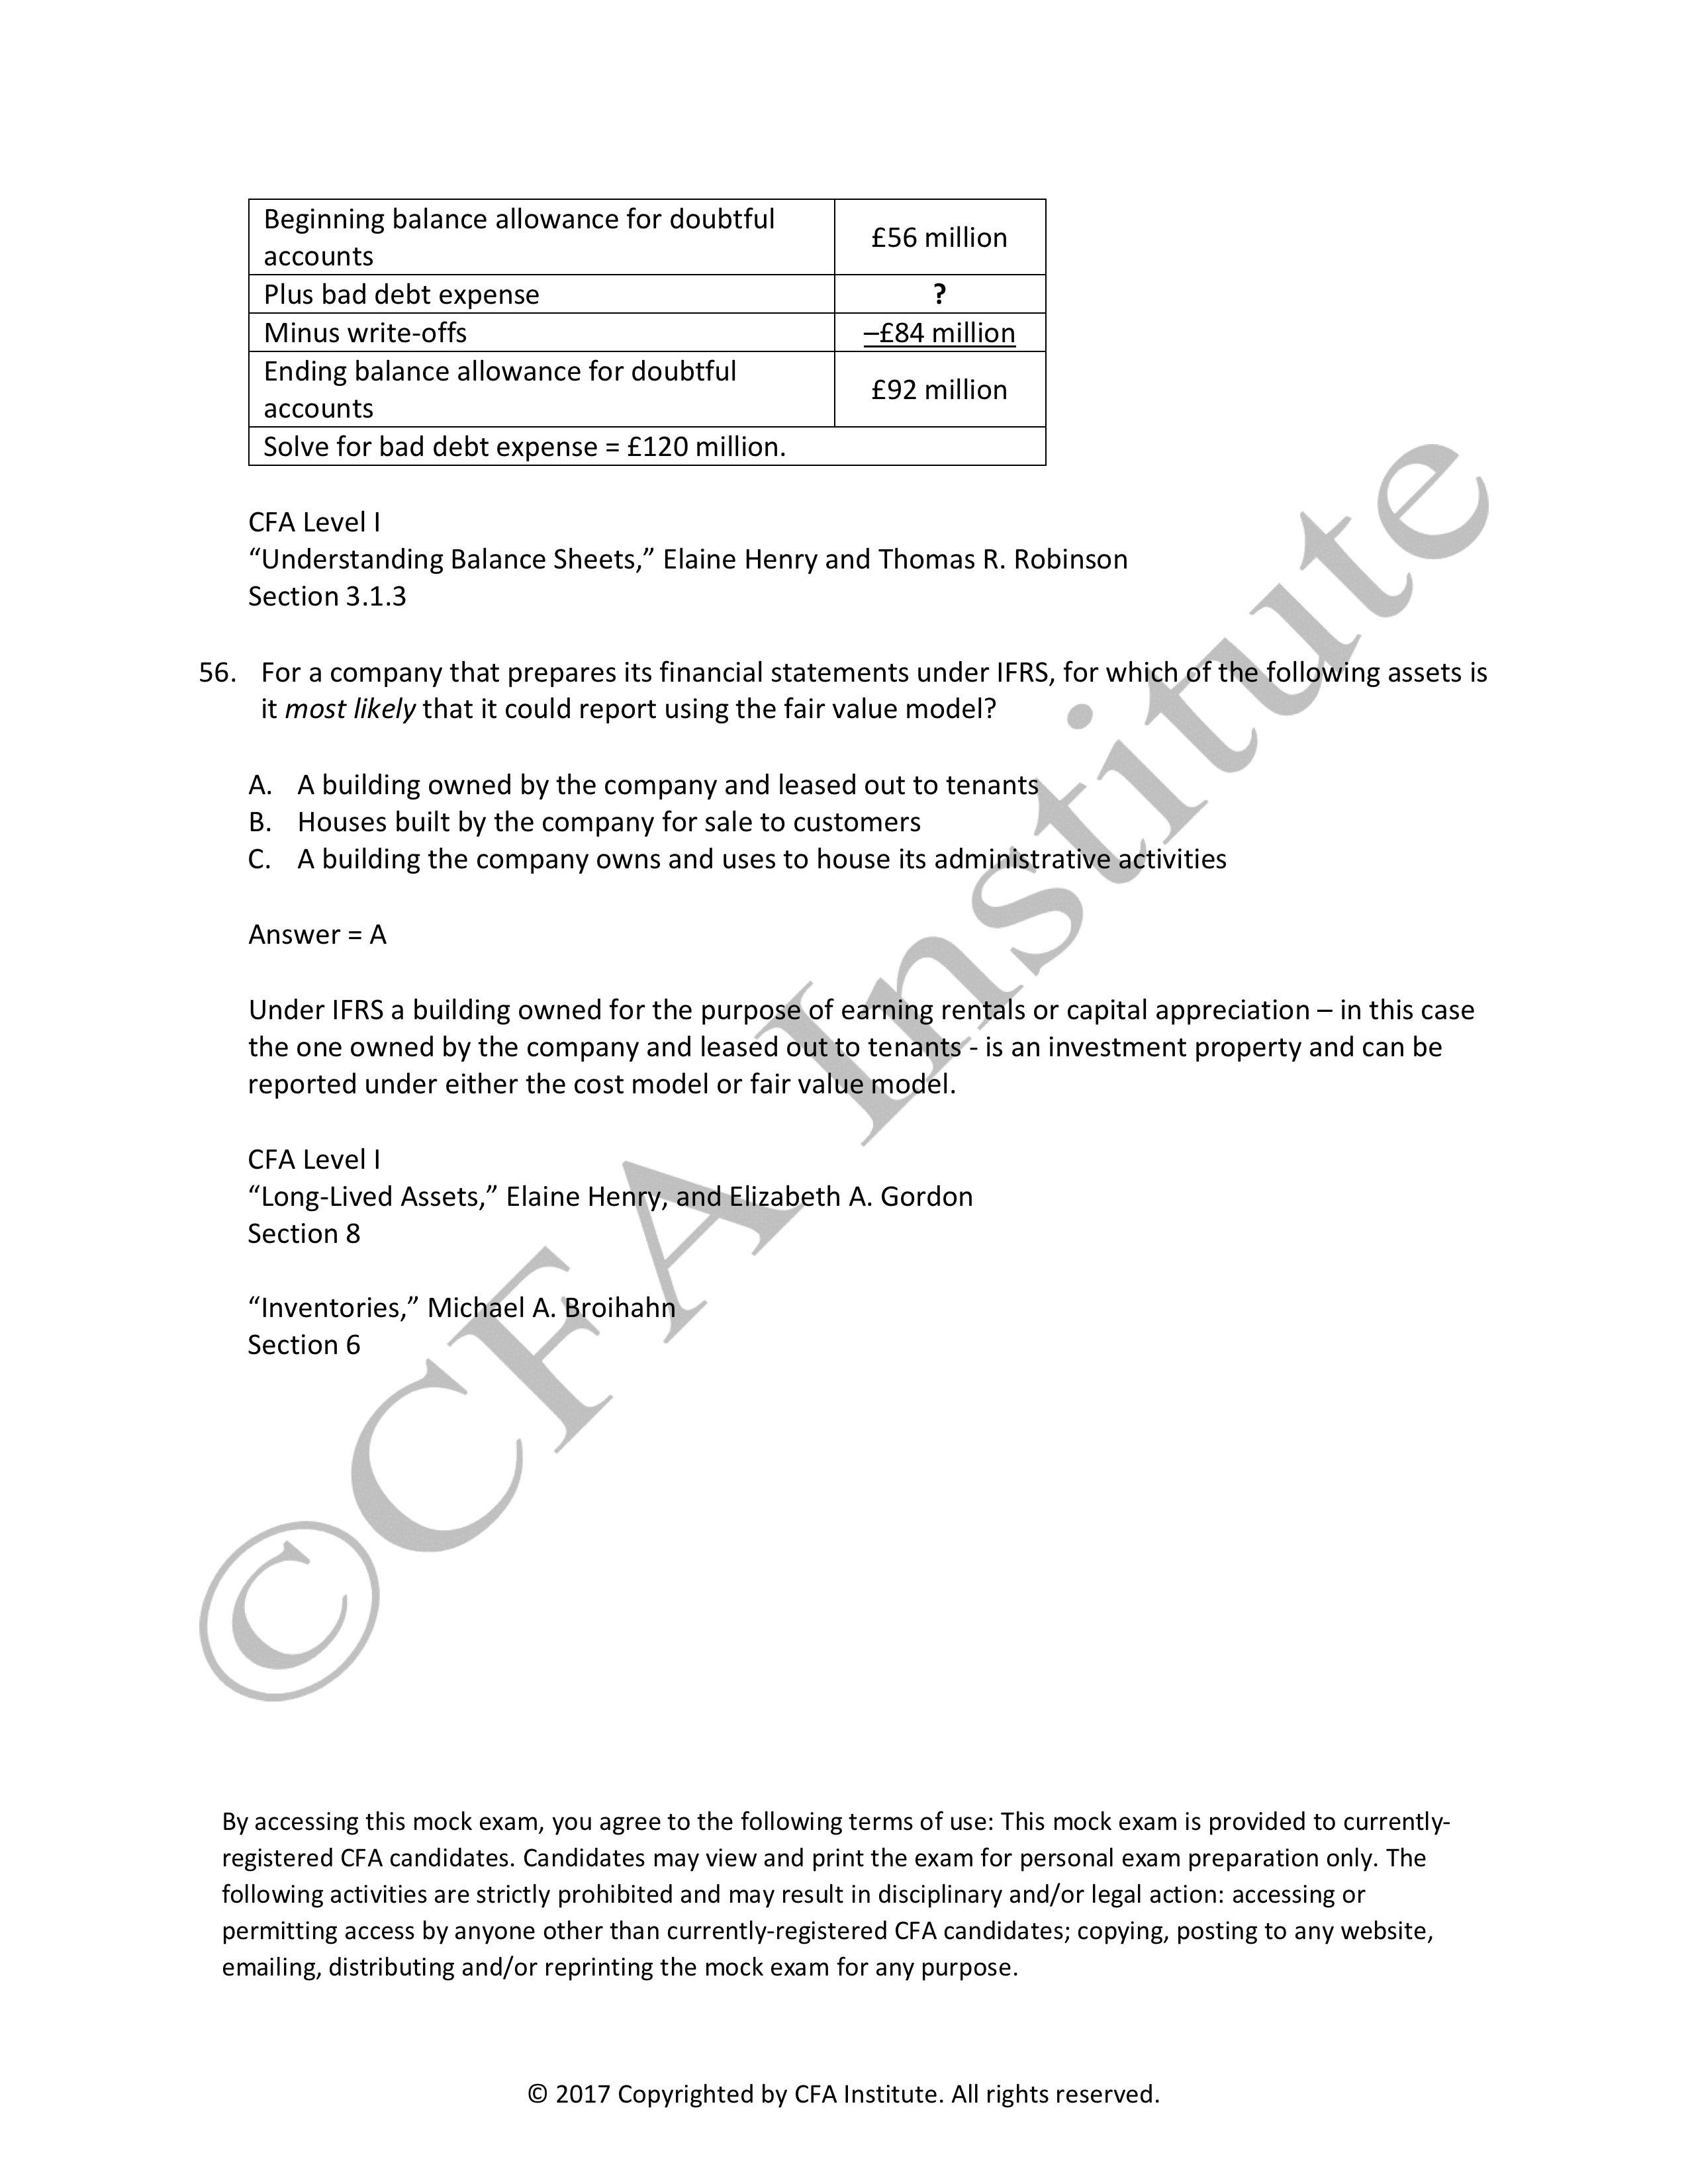 Beginning balance allowance for doubtful
accounts
£56 million
Plus bad debt expense
?
Minus write-offs
–£84 million
Ending balance allowance for doubtful
accounts
£92 million
Solve for bad debt expense = £120 million.
CFA Level I
“Understanding Balance Sheets,” Elaine Henry and Thomas R. Robinson
Section 3.1.3
56. For a company that prepares its financial statements under IFRS, for which of the following assets is
it most likely that it could report using the fair value model?
A. A building owned by the company and leased out to tenants
B. Houses built by the company for sale to customers
C. A building the company owns and uses to house its administrative activities
Answer = A
Under IFRS a building owned for the purpose of earning rentals or capital appreciation – in this case
the one owned by the company and leased out to tenants - is an investment property and can be
reported under either the cost model or fair value model.
CFA Level I
“Long-Lived Assets,” Elaine Henry, and Elizabeth A. Gordon
Section 8
“Inventories,” Michael A. Broihahn
Section 6
©CFA Institute
By accessing this mock exam, you agree to the following terms of use: This mock exam is provided to currently-
registered CFA candidates. Candidates may view and print the exam for personal exam preparation only. The
following activities are strictly prohibited and may result in disciplinary and/or legal action: accessing or
permitting access by anyone other than currently-registered CFA candidates; copying, posting to any website,
emailing, distributing and/or reprinting the mock exam for any purpose.
© 2017 Copyrighted by CFA Institute. All rights reserved.